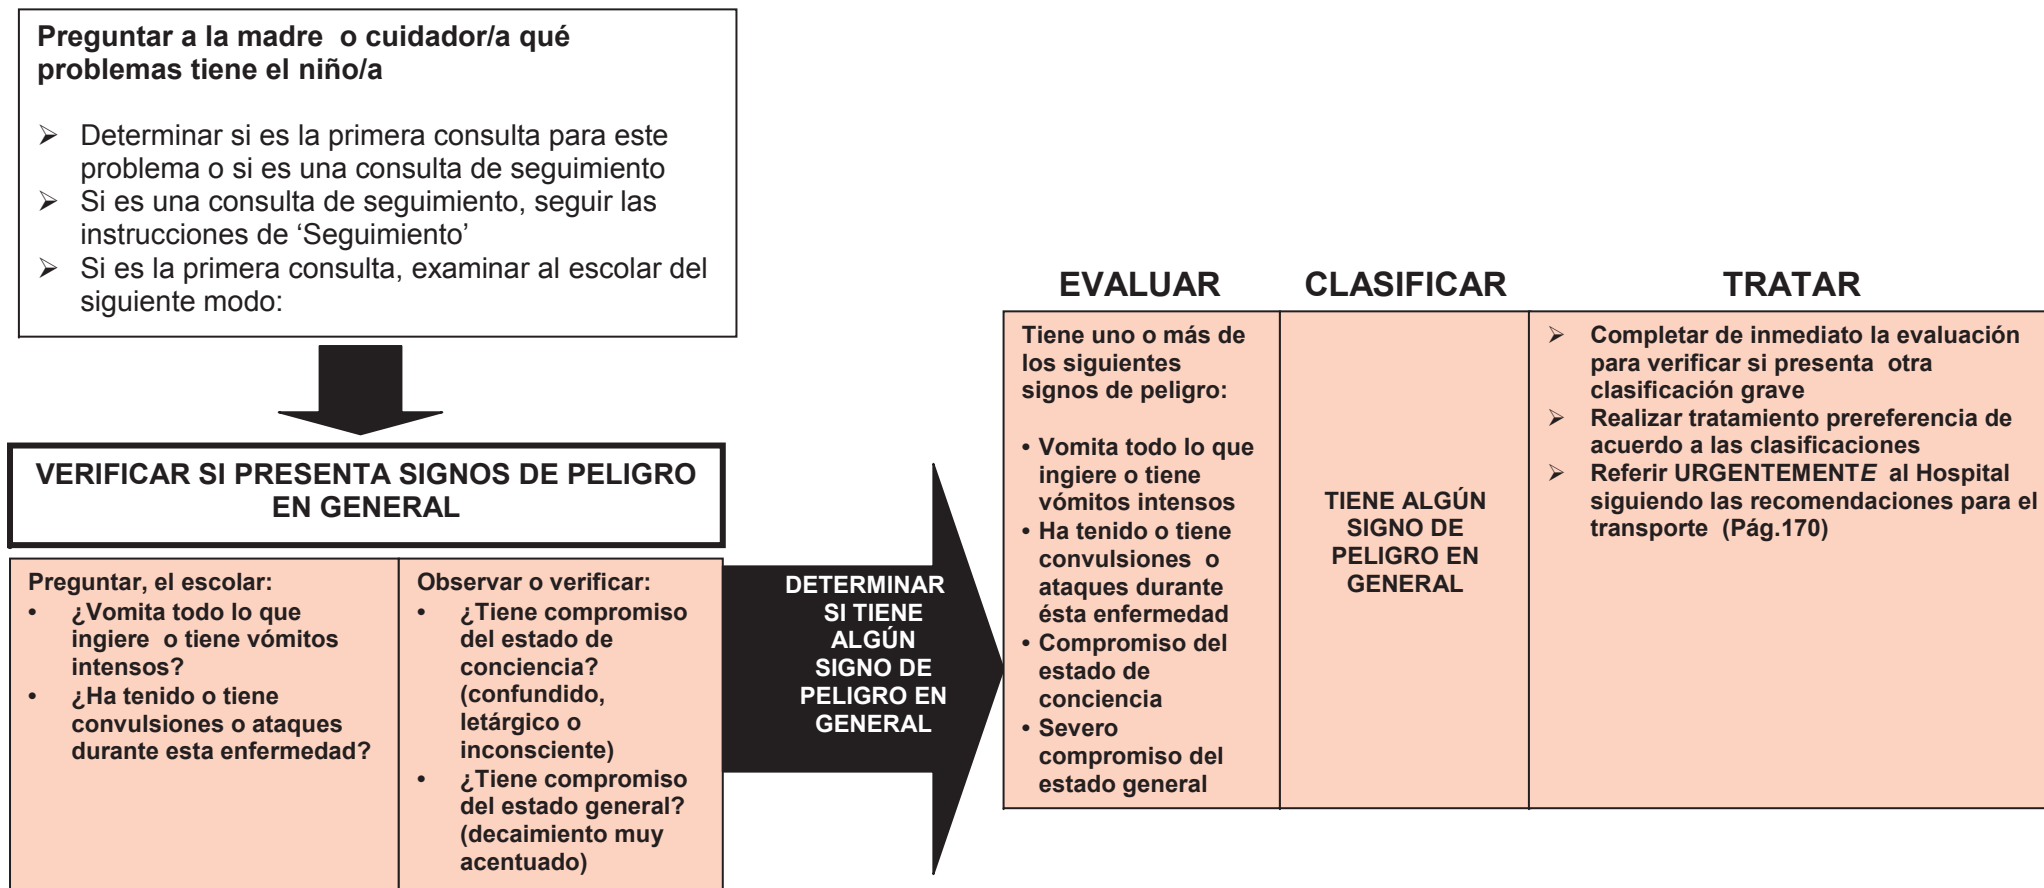 Preguntar a la madre o cuidador/a qué
problemas tiene el niño/a
➢ Determinar si es la primera consulta para este
problema o si es una consulta de seguimiento
➢ Si es una consulta de seguimiento, seguir las
instrucciones de ‘Seguimiento’
➢ Si es la primera consulta, examinar al escolar del
siguiente modo:
VERIFICAR SI PRESENTA SIGNOS DE PELIGRO
EN GENERAL
Preguntar, el escolar:
• ¿Vomita todo lo que
ingiere o tiene vómitos
intensos?
• ¿Ha tenido o tiene
convulsiones o ataques
durante esta enfermedad?
Observar o verificar:
• ¿Tiene compromiso
del estado de
conciencia?
(confundido,
letárgico o
inconsciente)
• ¿Tiene compromiso
del estado general?
(decaimiento muy
acentuado)
DETERMINAR
SI TIENE
ALGÚN
SIGNO DE
PELIGRO EN
GENERAL
EVALUAR
Tiene uno o más de
los siguientes
signos de peligro:
• Vomita todo lo que
ingiere o tiene
vómitos intensos
• Ha tenido o tiene
convulsiones o
ataques durante
ésta enfermedad
• Compromiso del
estado de
conciencia
• Severo
compromiso del
estado general
CLASIFICAR
TIENE ALGÚN
SIGNO DE
PELIGRO EN
GENERAL
TRATAR
➢ Completar de inmediato la evaluación
para verificar si presenta otra
clasificación grave
➢ Realizar tratamiento prereferencia de
acuerdo a las clasificaciones
➢ Referir URGENTEMENTE al Hospital
siguiendo las recomendaciones para el
transporte (Pág.170)